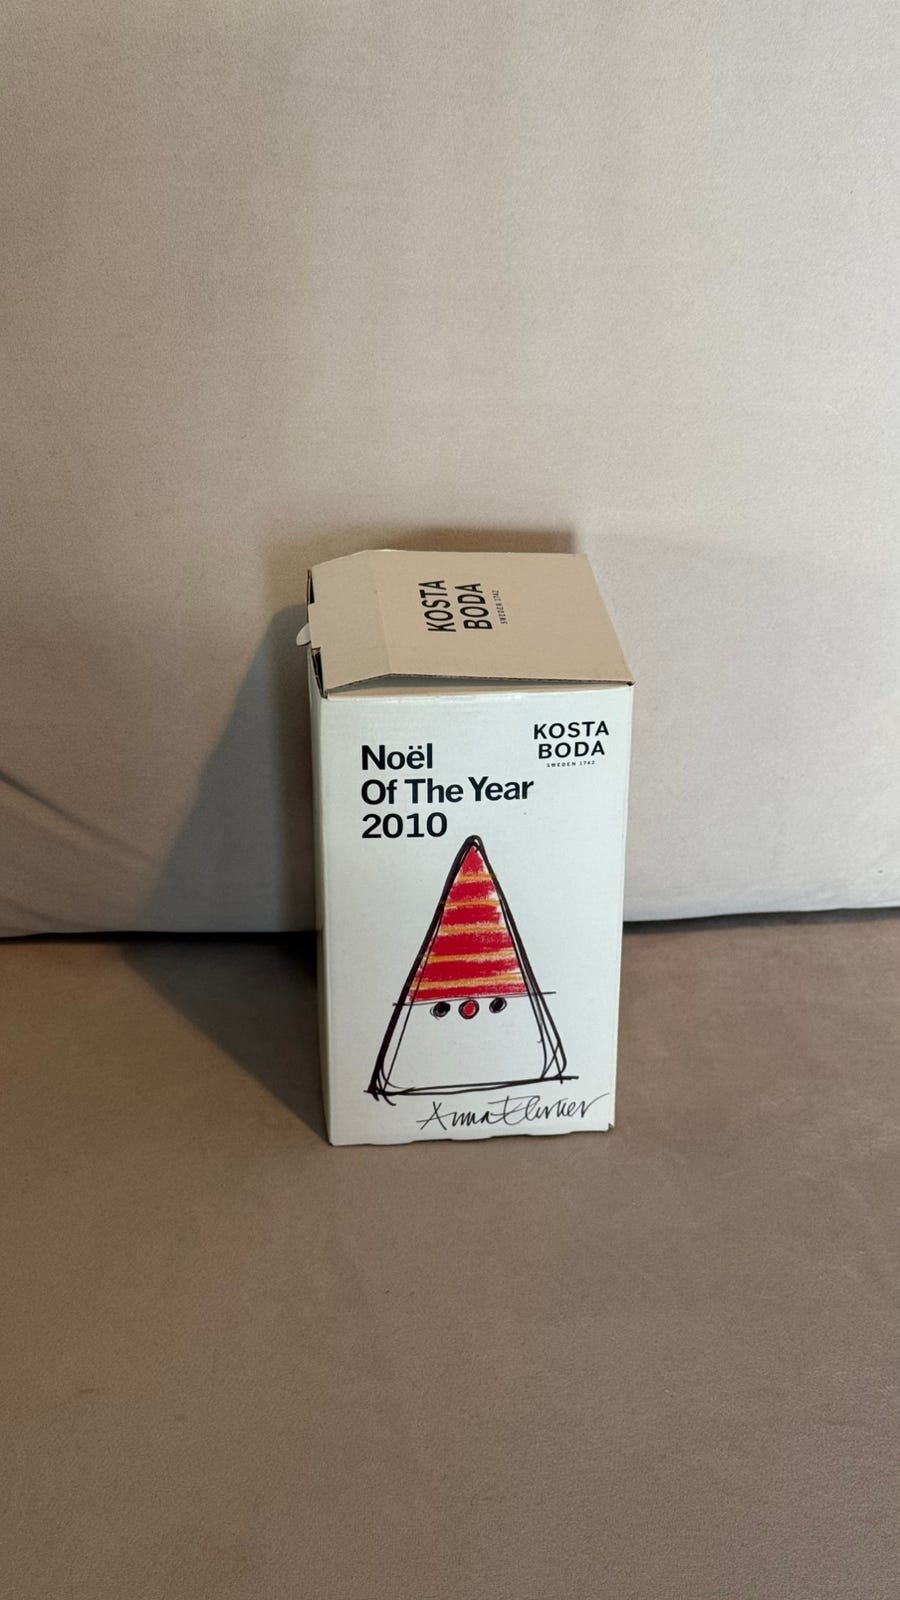 KOSTA
BODA
SWEDEN 1742
Noël
Of The Year
2010
KOSTA
BODA
SWEDEN 1742
Anna Ehrner